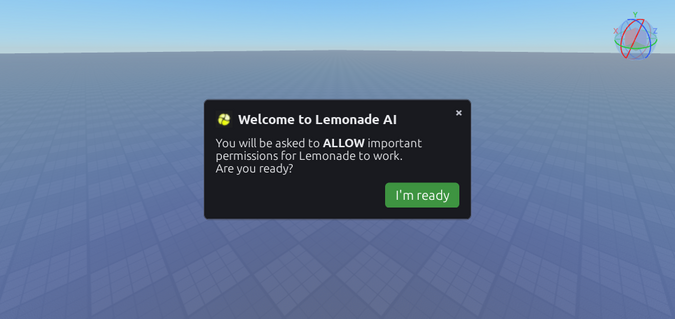 X Y Z
Welcome to Lemonade AI
×
You will be asked to ALLOW important
permissions for Lemonade to work.
Are you ready?
I'm ready